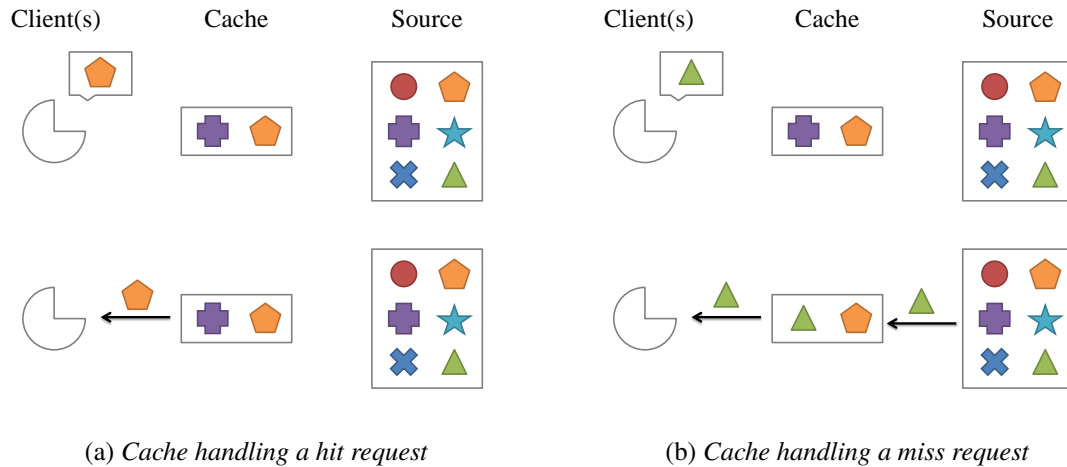 Client(s) Cache Source
Client(s) Cache Source
(a) Cache handling a hit request
(b) Cache handling a miss request